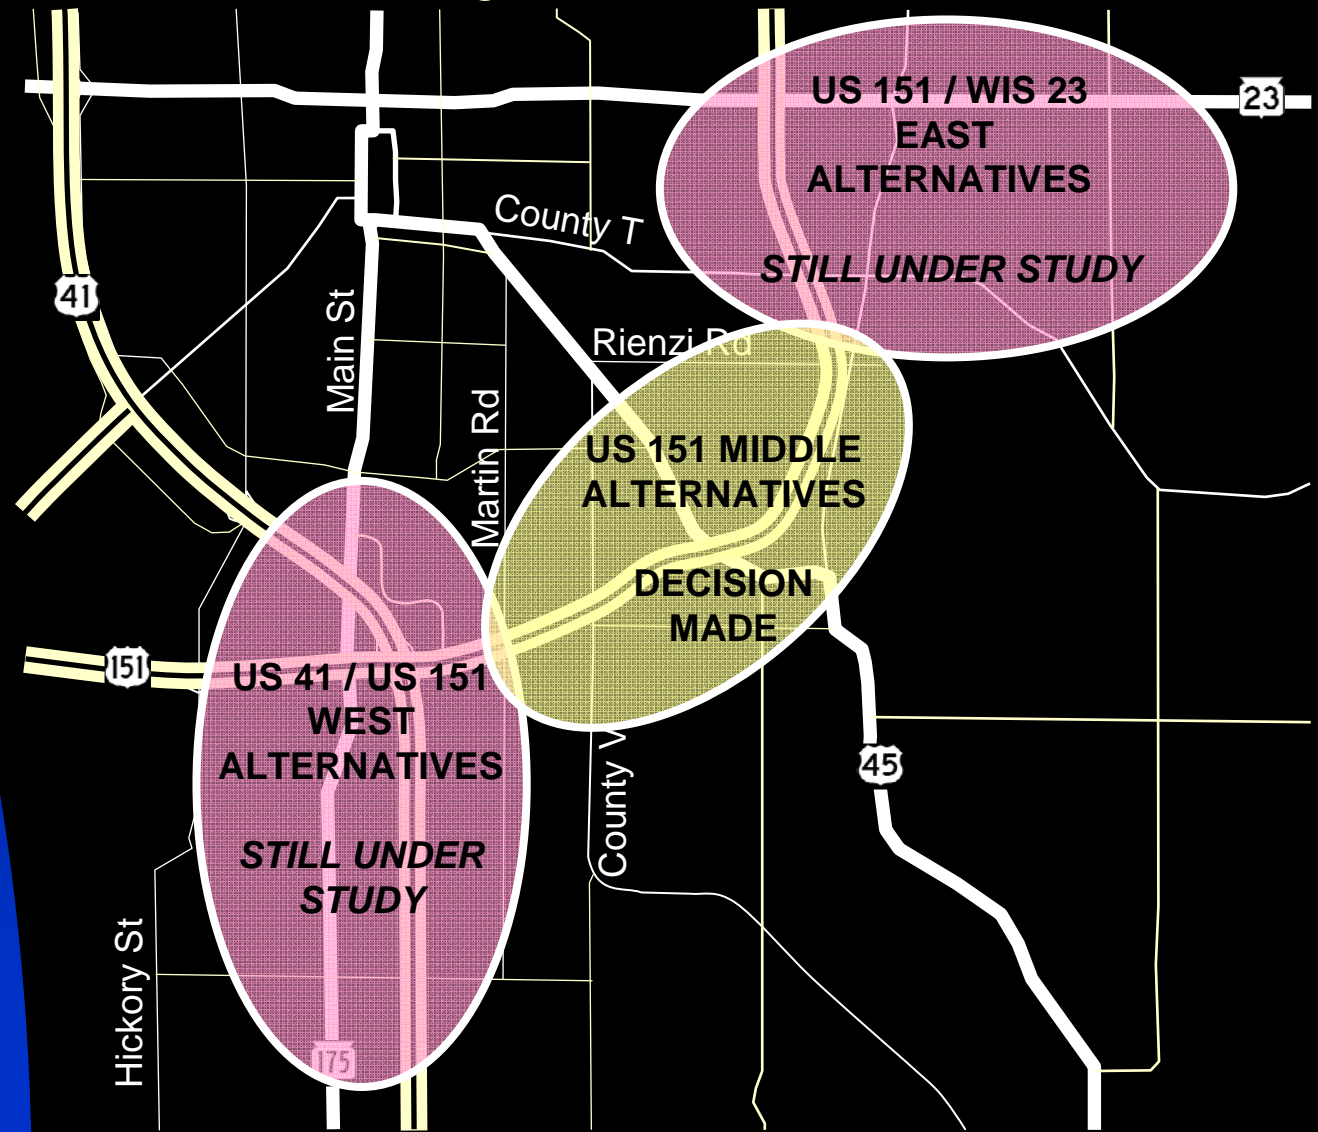 US 151 / WIS 23
EAST
ALTERNATIVES
STILL UNDER STUDY
23
County T
41
Main St
Rienzi Rd
Martin Rd
US 151 MIDDLE
ALTERNATIVES
DECISION
MADE
151
US 41 / US 151
WEST
ALTERNATIVES
STILL UNDER
STUDY
County V
45
Hickory St
175